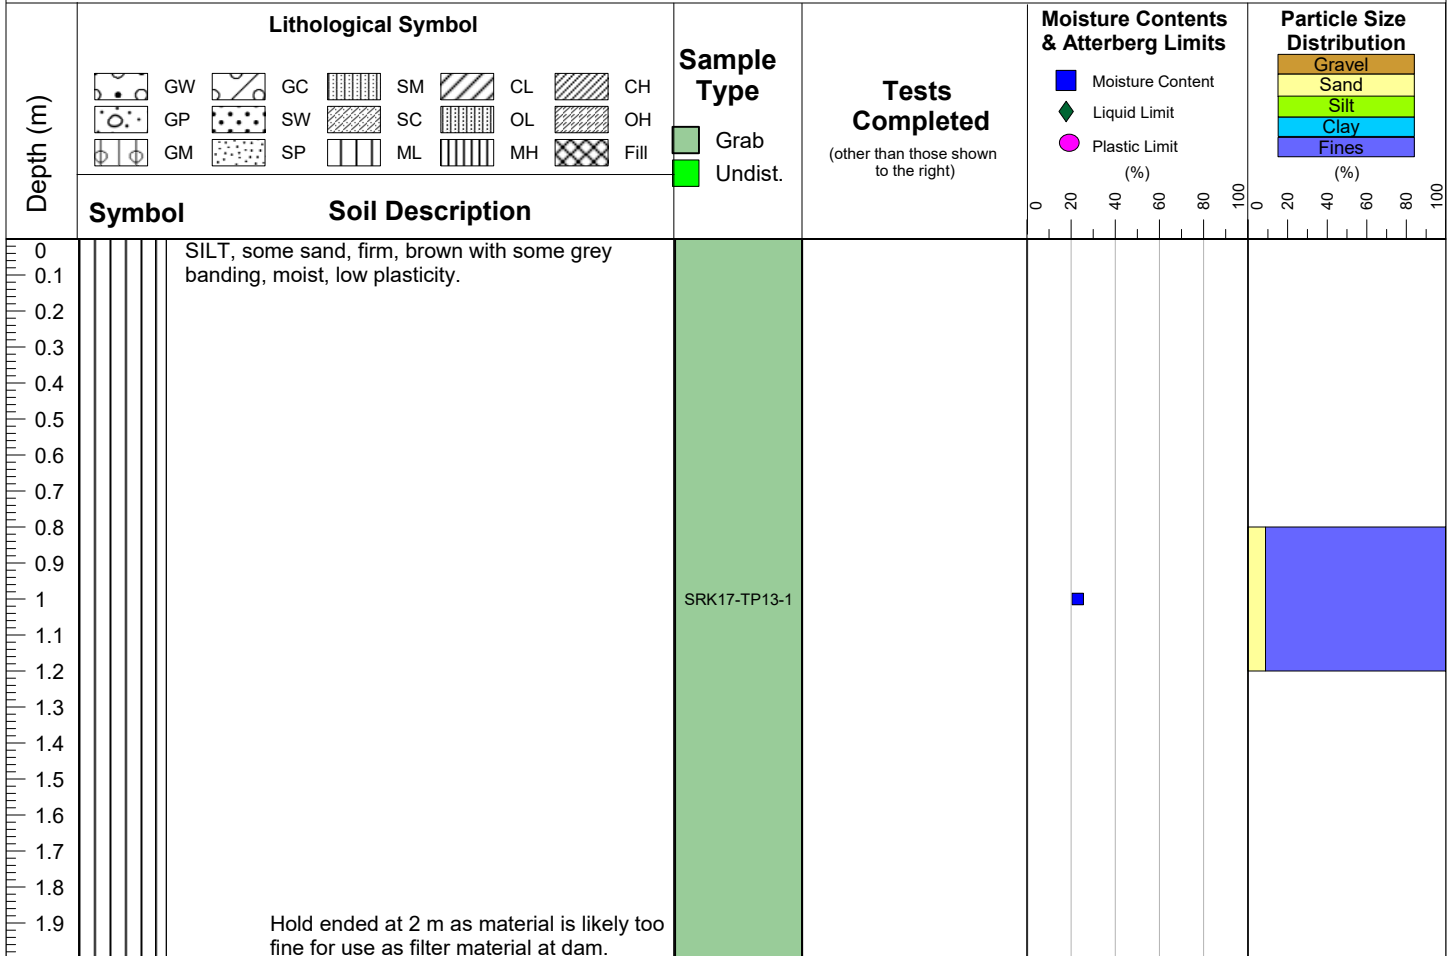 Depth (m)
Lithological Symbol
GW GC SM CL CH
GP SW SC OL OH
GM SP ML MH Fill
Symbol
Soil Description
Sample
Type
Grab
Undist.
Tests
Completed
(other than those shown
to the right)
Moisture Contents
& Atterberg Limits
Moisture Content
Liquid Limit
Plastic Limit
(%)
0 20 40 60 80 100
Particle Size
Distribution
Gravel
Sand
Silt
Clay
Fines
(%)
0 20 40 60 80 100
0
0.1
0.2
0.3
0.4
0.5
0.6
0.7
0.8
0.9
1
1.1
1.2
1.3
1.4
1.5
1.6
1.7
1.8
1.9
SILT, some sand, firm, brown with some grey
banding, moist, low plasticity.
Hold ended at 2 m as material is likely too
fine for use as filter material at dam.
SRK17-TP13-1